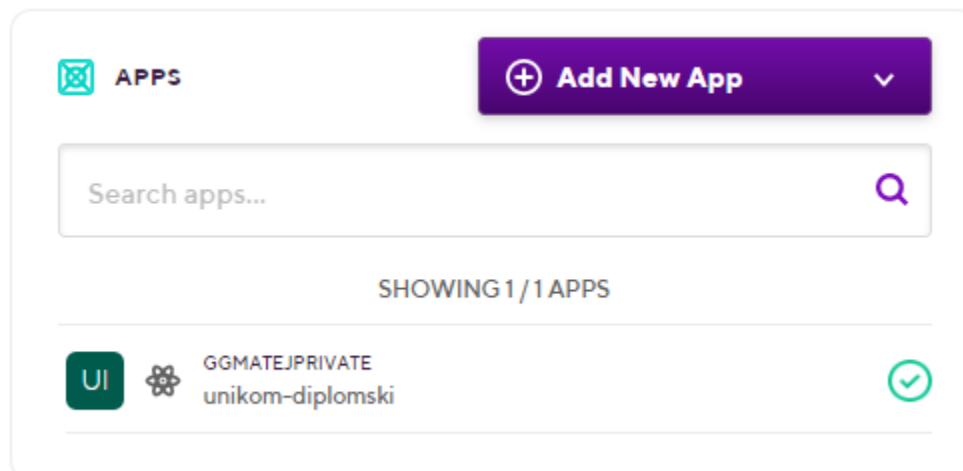 APPS
Add New App
Search apps...
SHOWING 1 / 1 APPS
UI
GGMATEJPRIVATE
unikom-diplomski